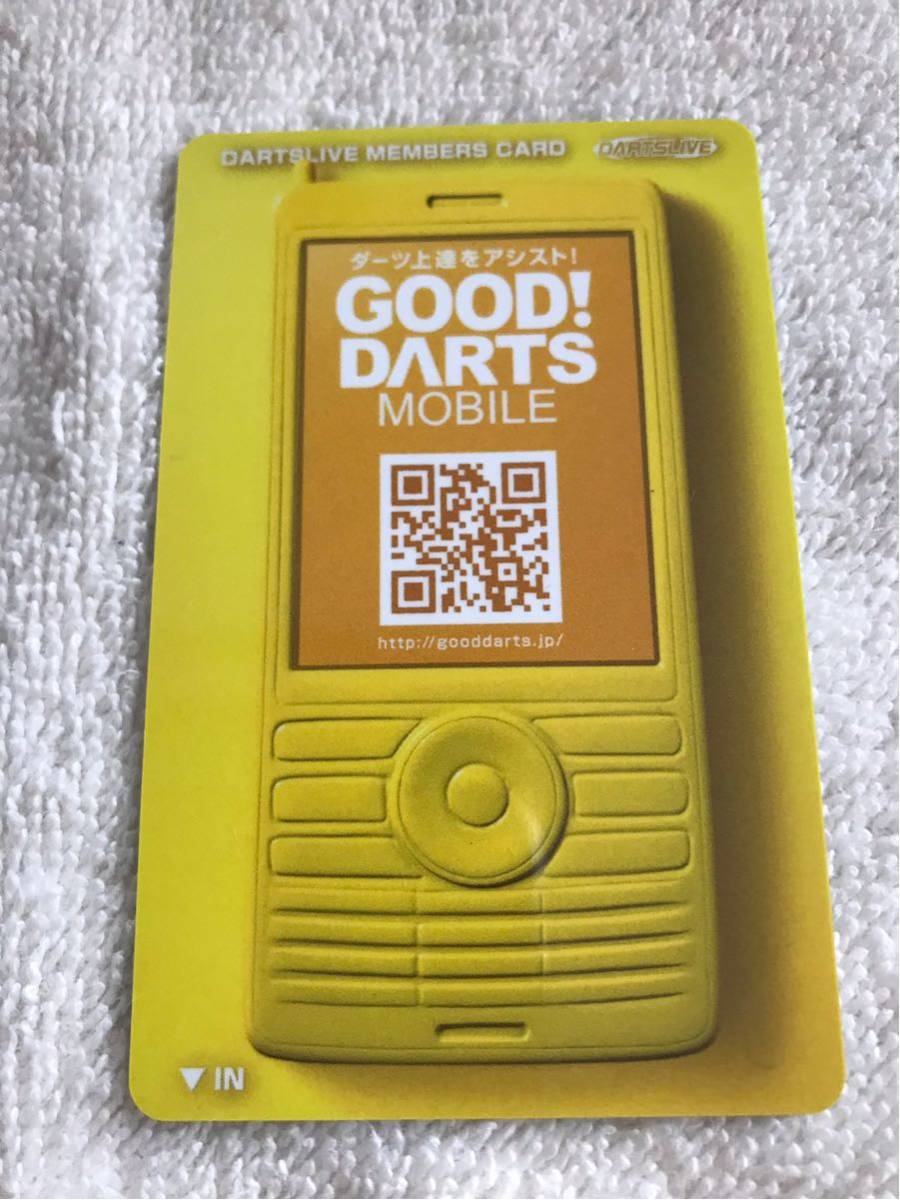 DARTSLIVE MEMBERS CARD DARTSLIVE
ダーツ上達をアシスト!
GOOD!
DARTS
MOBILE
http://gooddarts.jp/
▼ IN